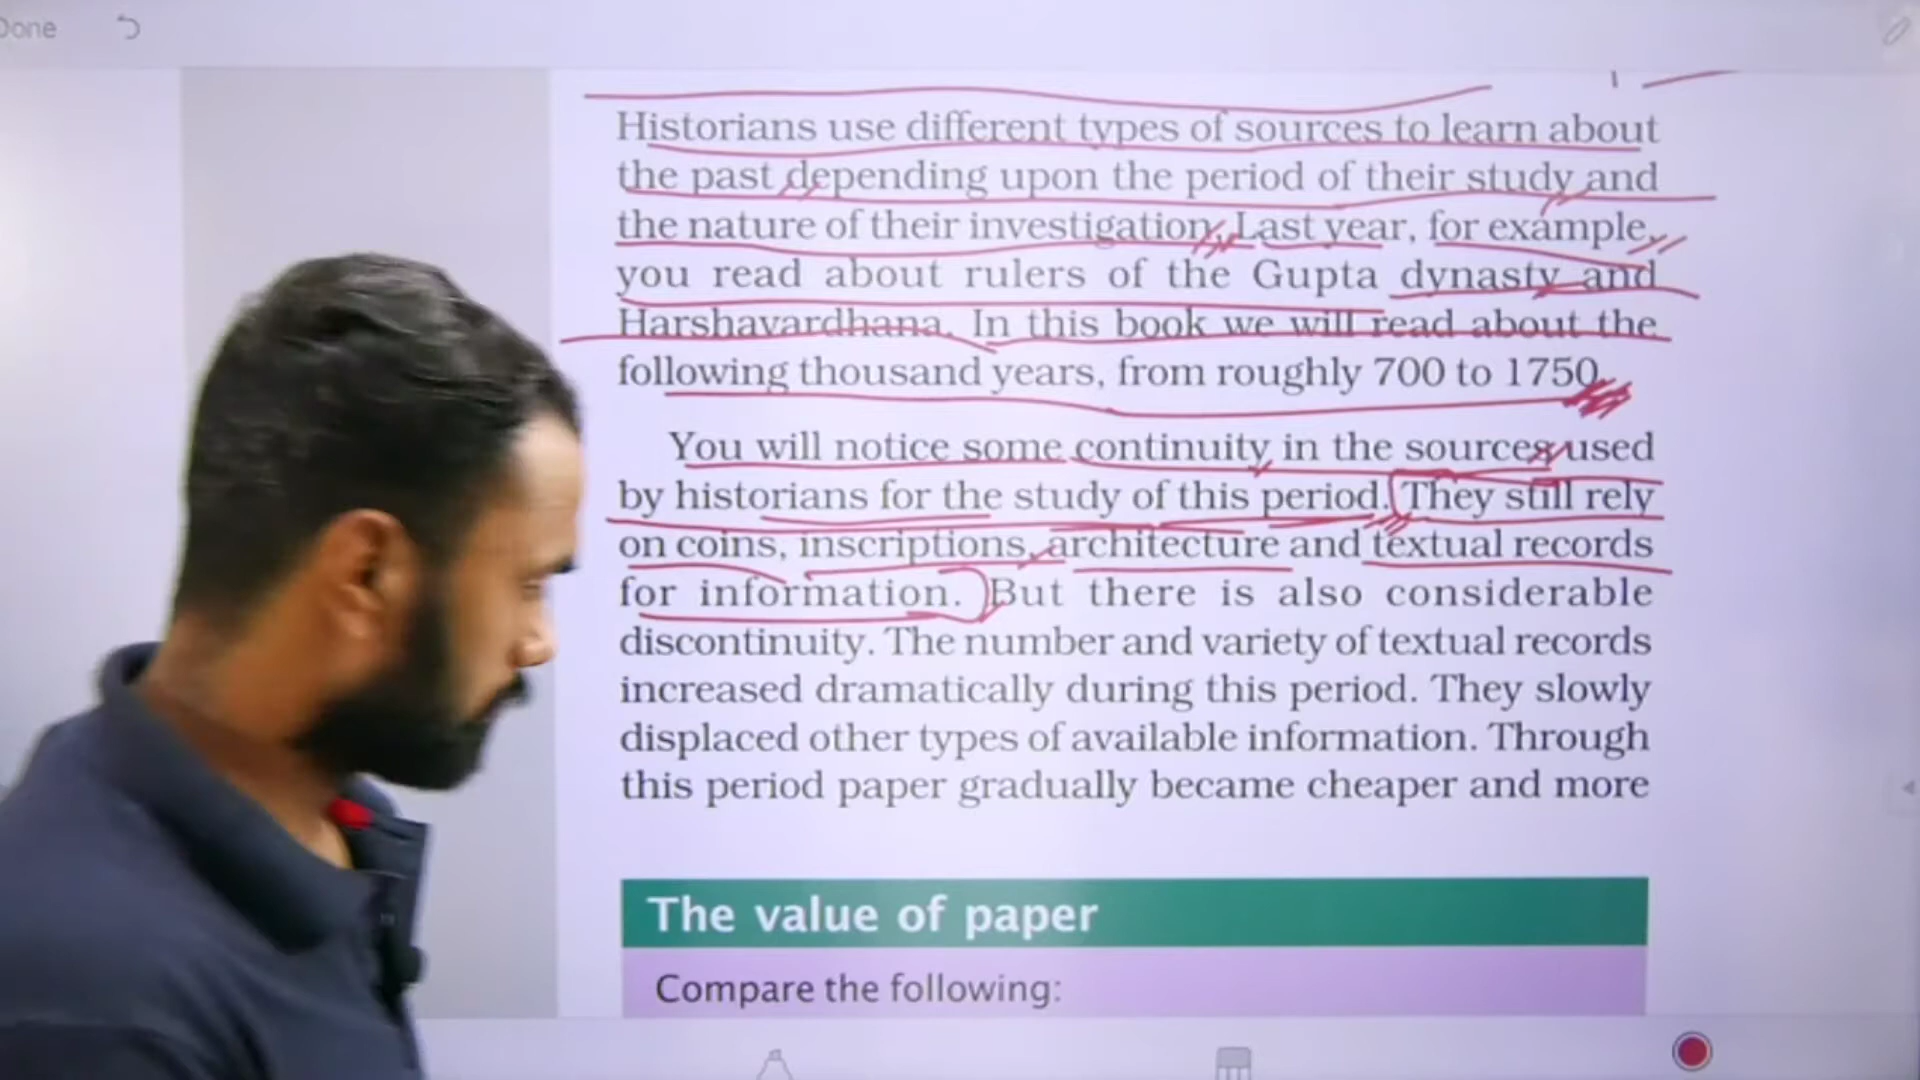 Done
Historians use different types of sources to learn about
the past depending upon the period of their study and
the nature of their investigation. Last year, for example,
you read about rulers of the Gupta dynasty and
Harshavardhana. In this book we will read about the
following thousand years, from roughly 700 to 1750.
You will notice some continuity in the sources used
by historians for the study of this period. They still rely
on coins, inscriptions, architecture and textual records
for information. But there is also considerable
discontinuity. The number and variety of textual records
increased dramatically during this period. They slowly
displaced other types of available information. Through
this period paper gradually became cheaper and more
The value of paper
Compare the following: